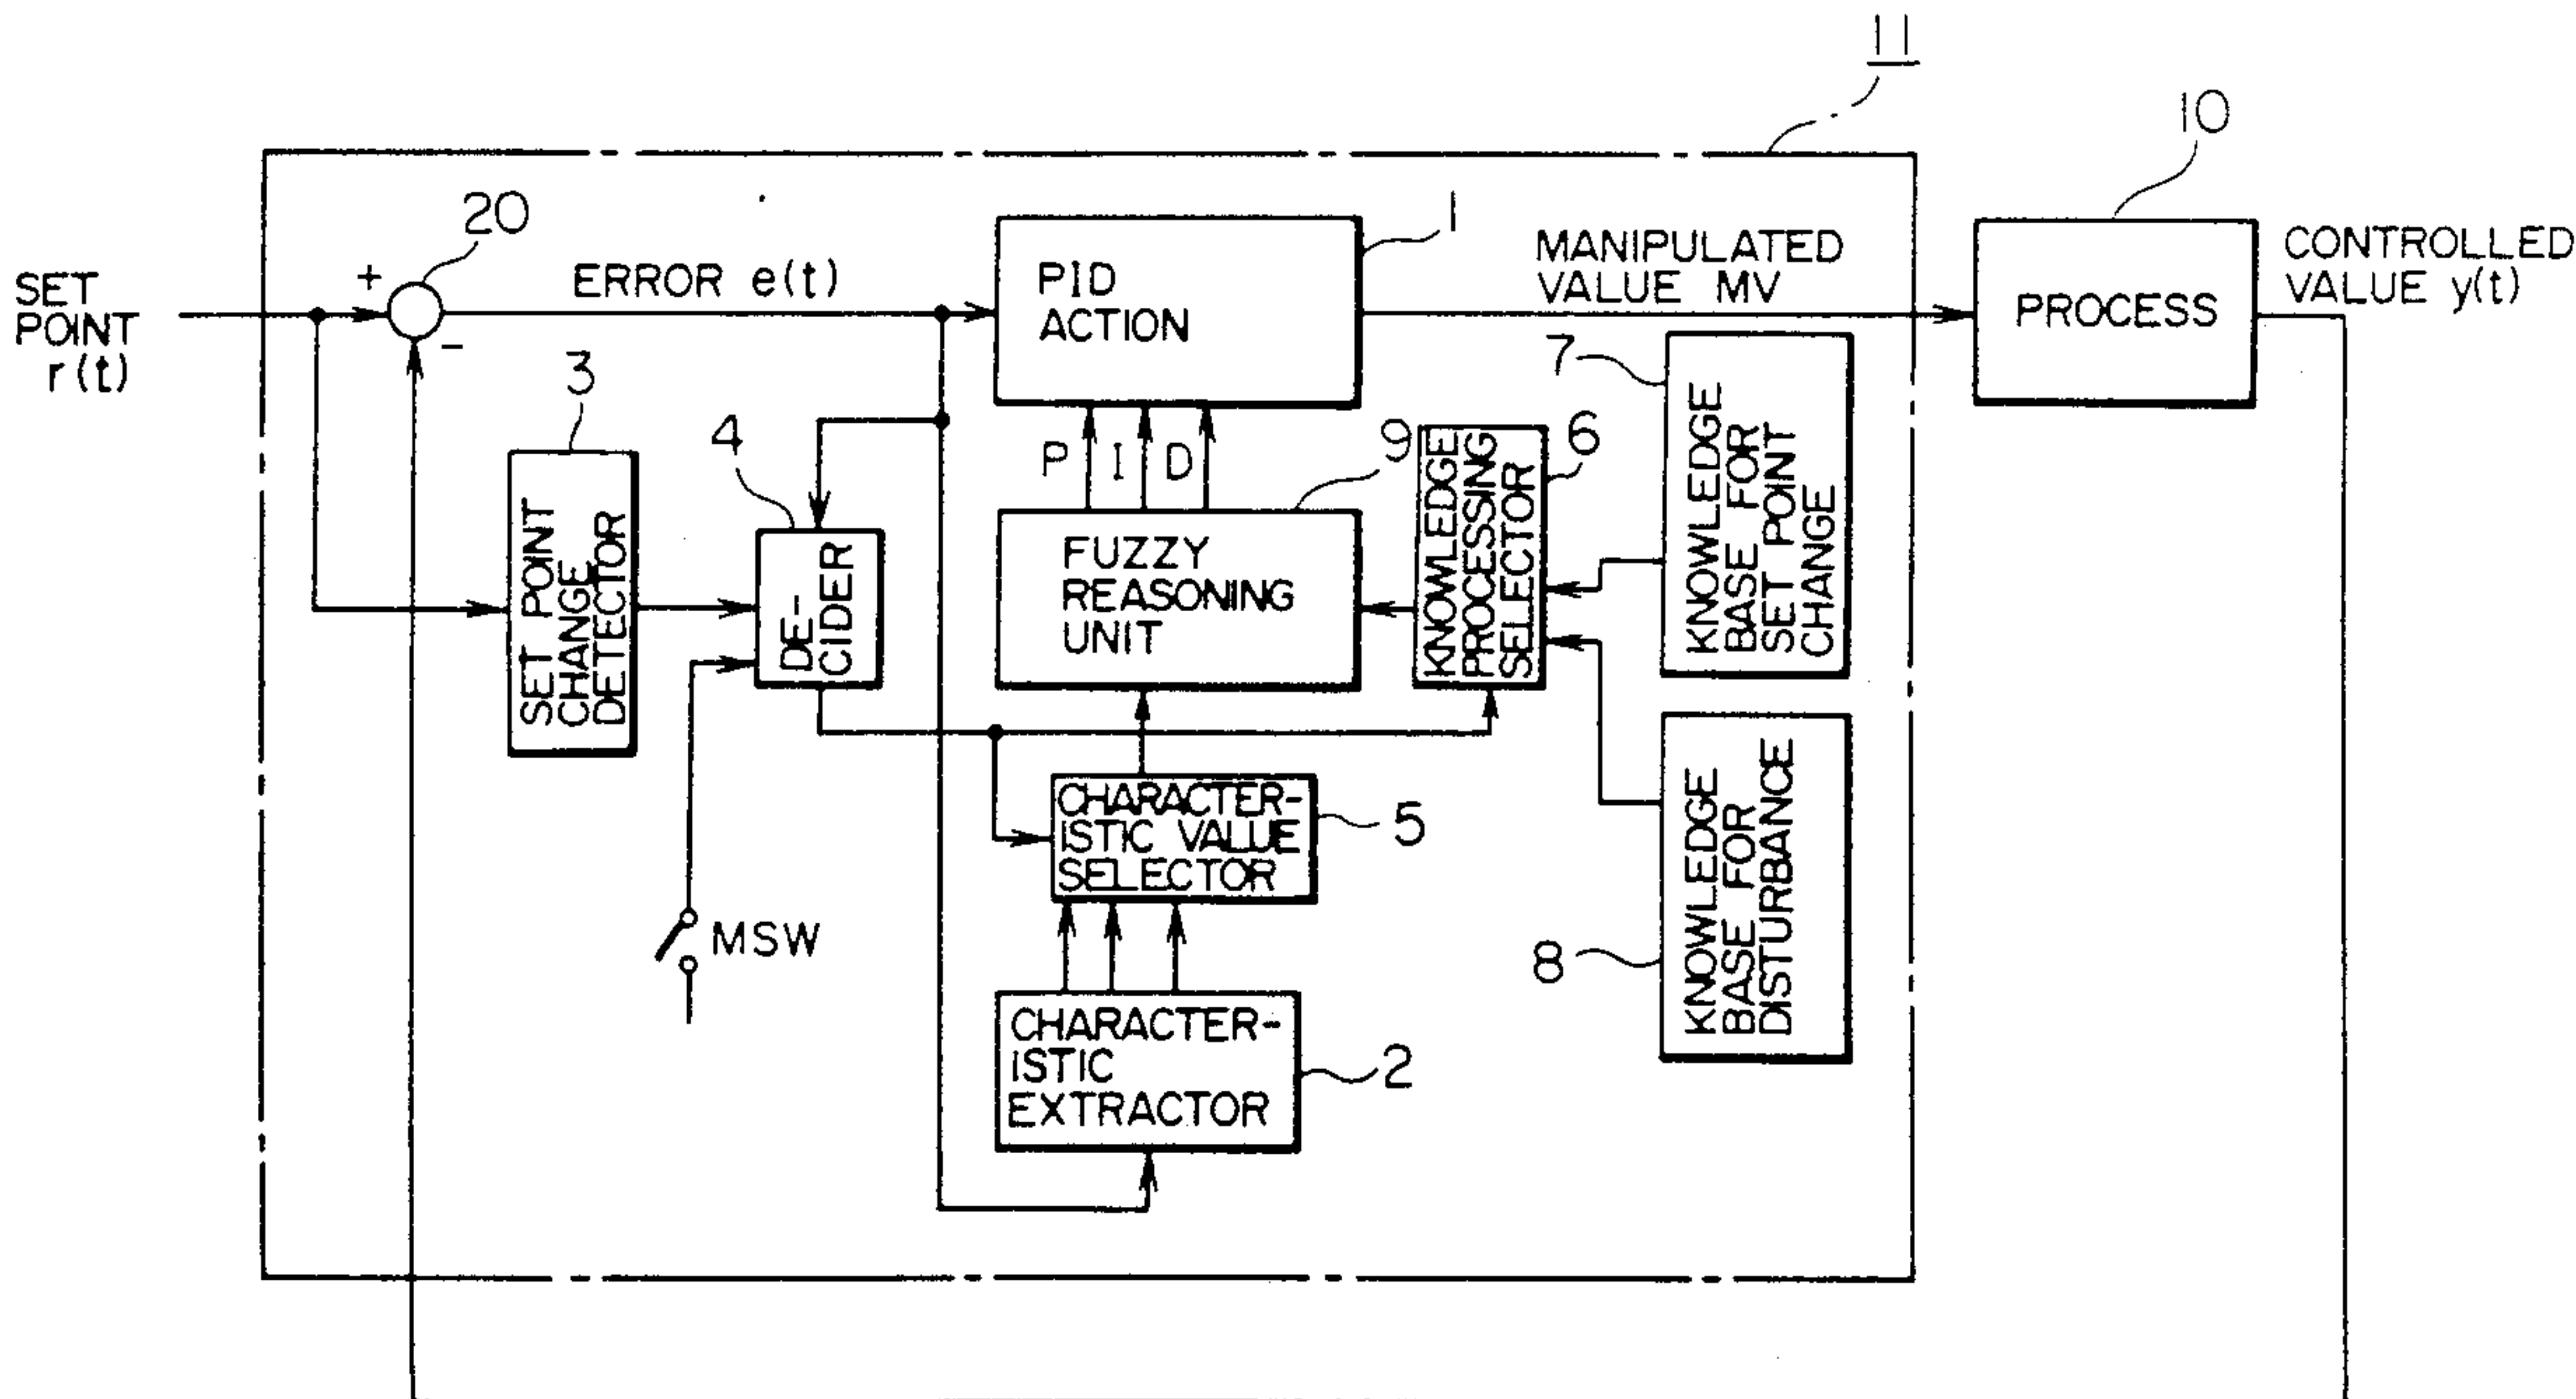 11
10
20
1
SET
POINT
r(t)
+
-
ERROR e(t)
PID
ACTION
MANIPULATED
VALUE MV
PROCESS
CONTROLLED
VALUE y(t)
3
SET POINT
CHANGE
DETECTOR
4
DE-
CIDER
P I D
9
FUZZY
REASONING
UNIT
6
KNOWLEDGE
PROCESSING
SELECTOR
7
KNOWLEDGE
BASE FOR
SET POINT
CHANGE
MSW
CHARACTER-
ISTIC VALUE
SELECTOR
5
8
KNOWLEDGE
BASE FOR
DISTURBANCE
CHARACTER-
ISTIC
EXTRACTOR
2